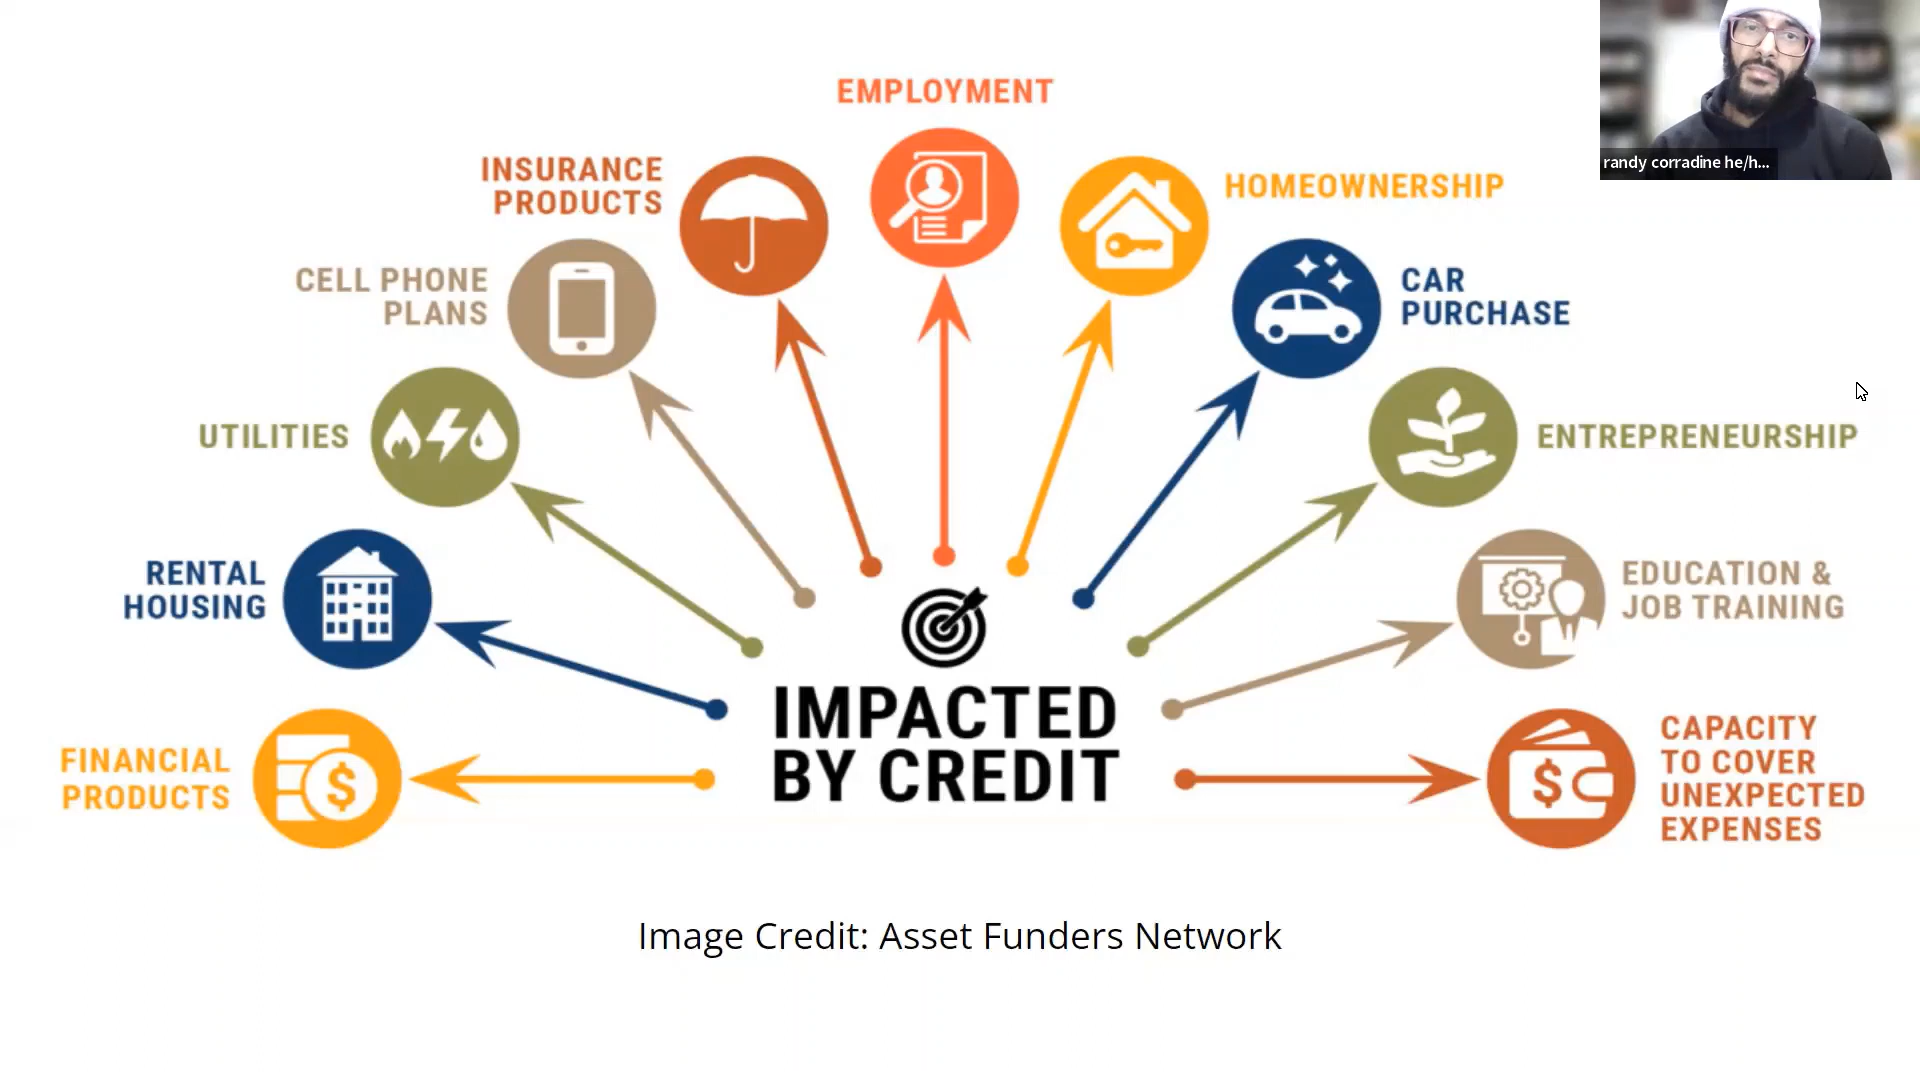 EMPLOYMENT
INSURANCE
PRODUCTS
HOMEOWNERSHIP
CELL PHONE
PLANS
CAR
PURCHASE
UTILITIES
ENTREPRENEURSHIP
RENTAL
HOUSING
EDUCATION &
JOB TRAINING
FINANCIAL
PRODUCTS
IMPACTED
BY CREDIT
CAPACITY
TO COVER
UNEXPECTED
EXPENSES
$
$
Image Credit: Asset Funders Network
randy corradine he/h...